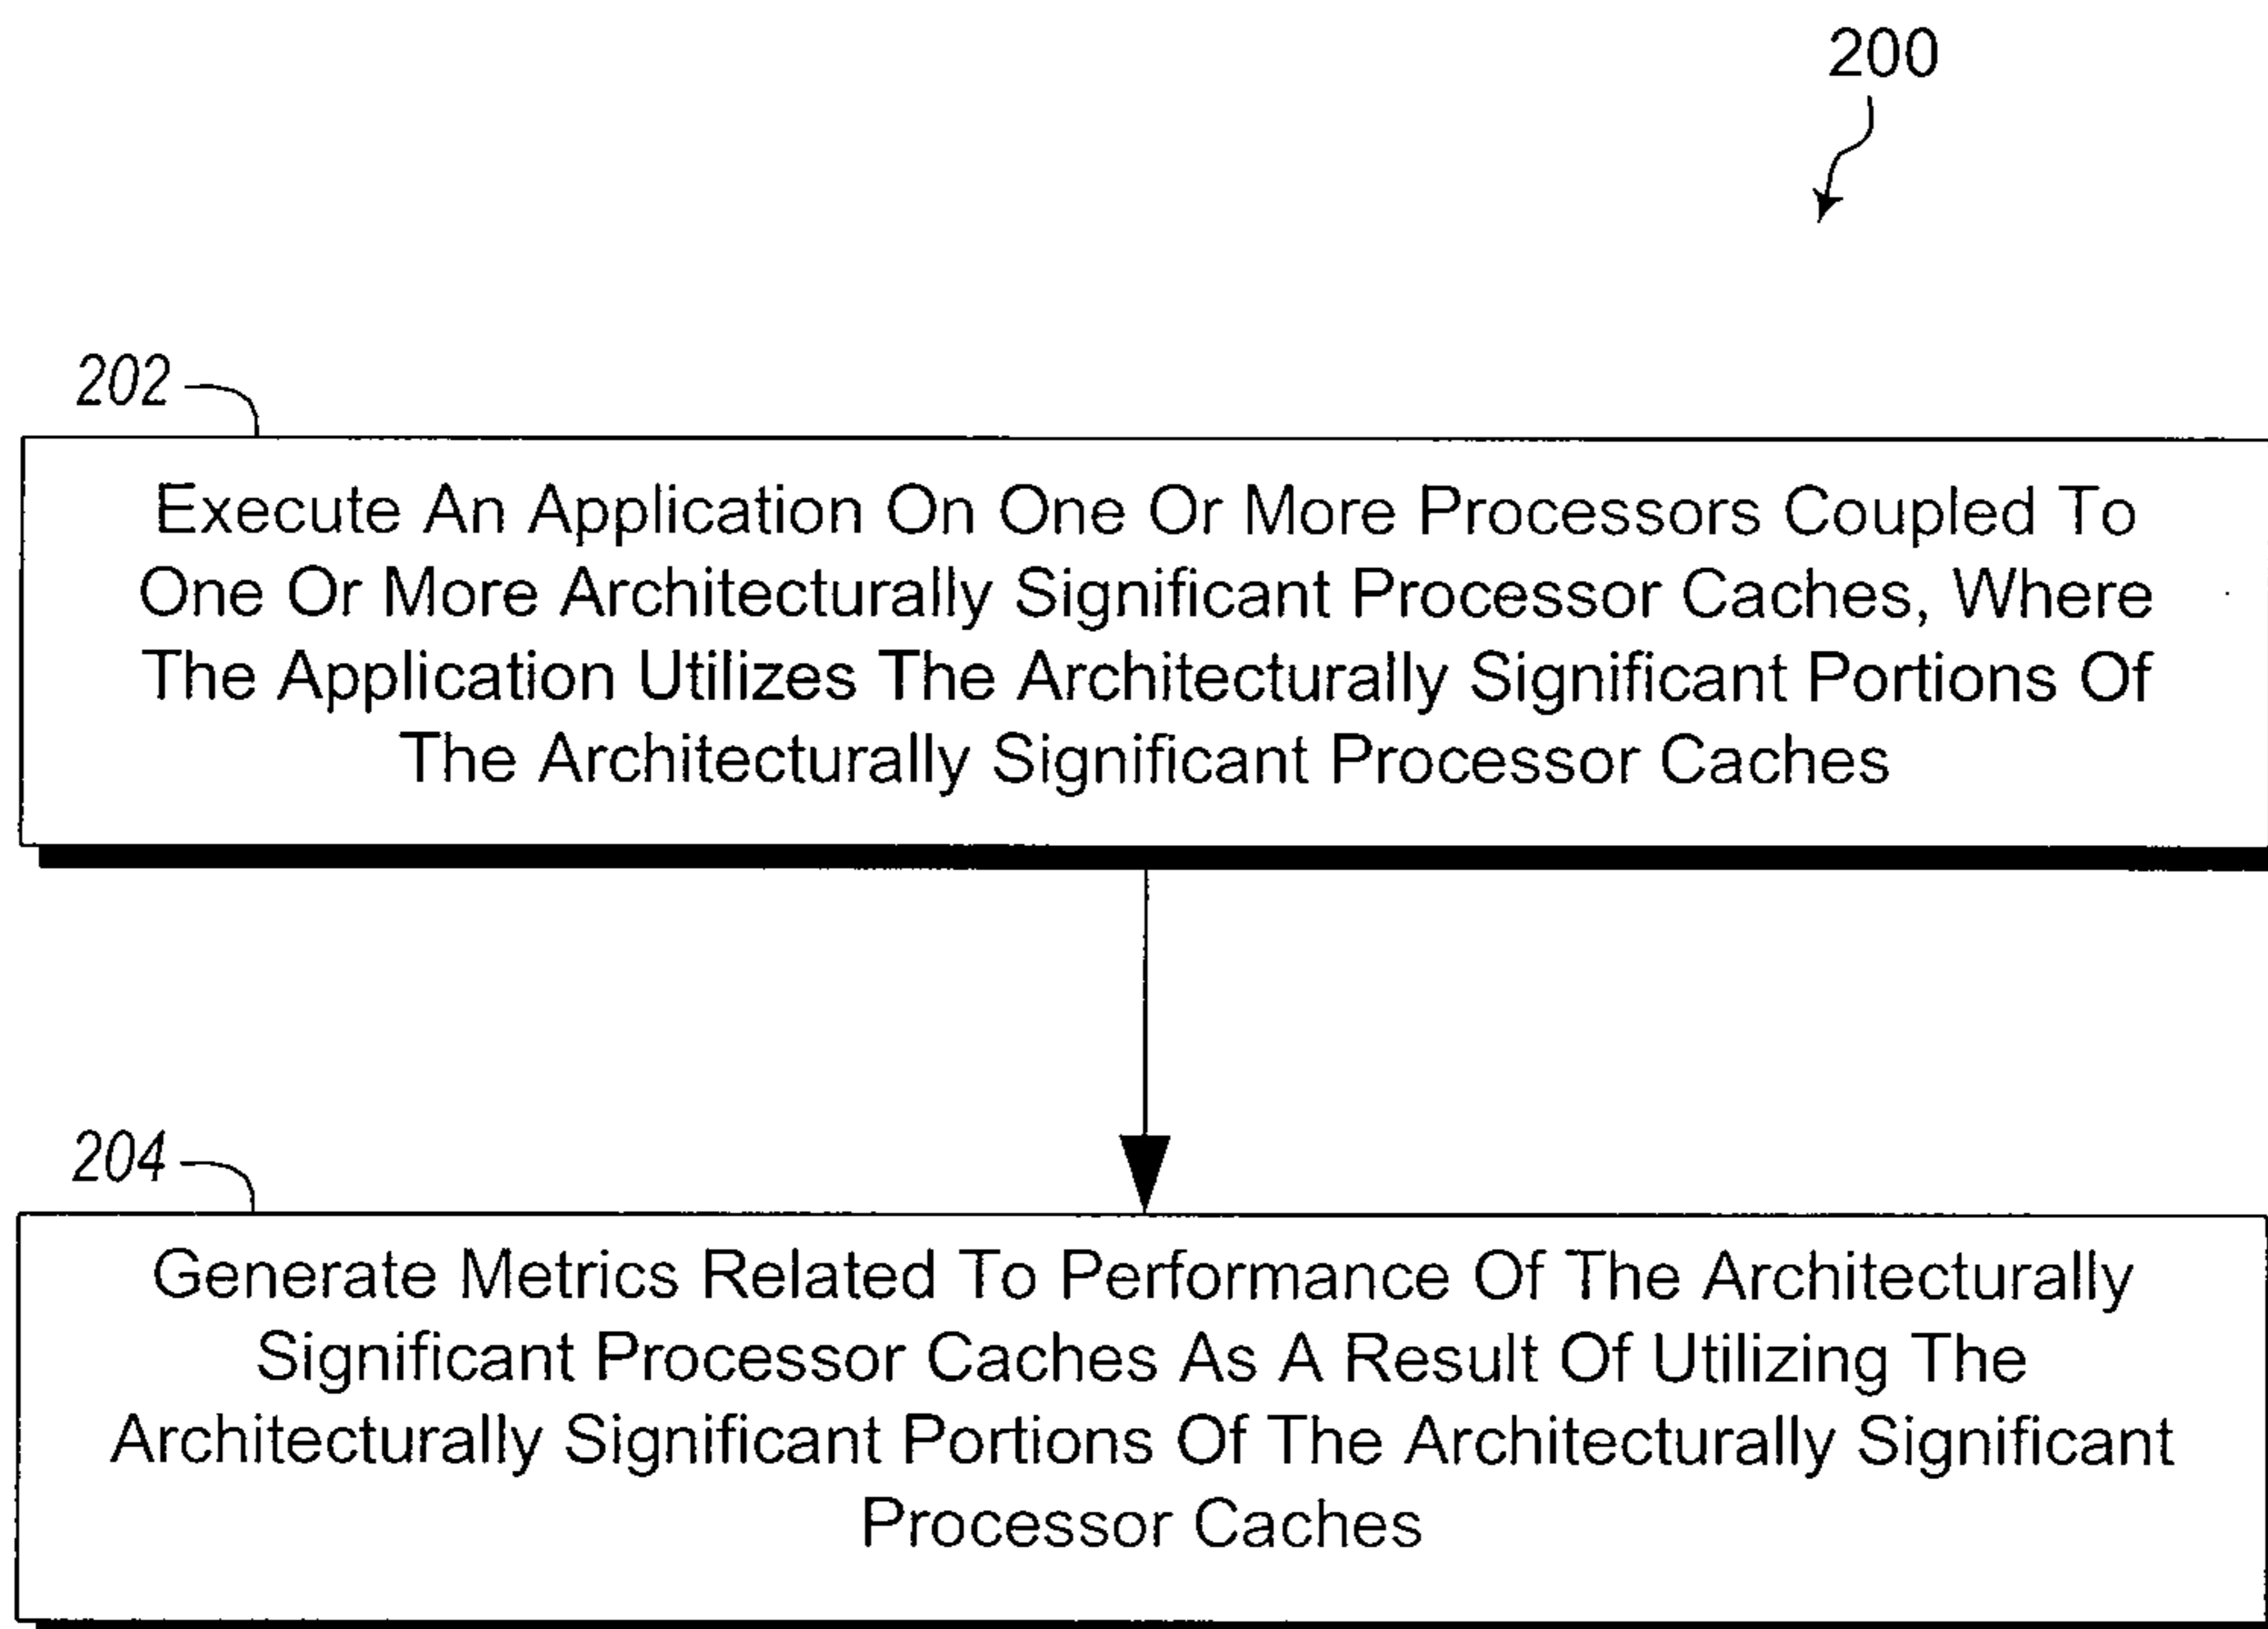 200
202
Execute An Application On One Or More Processors Coupled To
One Or More Architecturally Significant Processor Caches, Where
The Application Utilizes The Architecturally Significant Portions Of
The Architecturally Significant Processor Caches
204
Generate Metrics Related To Performance Of The Architecturally
Significant Processor Caches As A Result Of Utilizing The
Architecturally Significant Portions Of The Architecturally Significant
Processor Caches